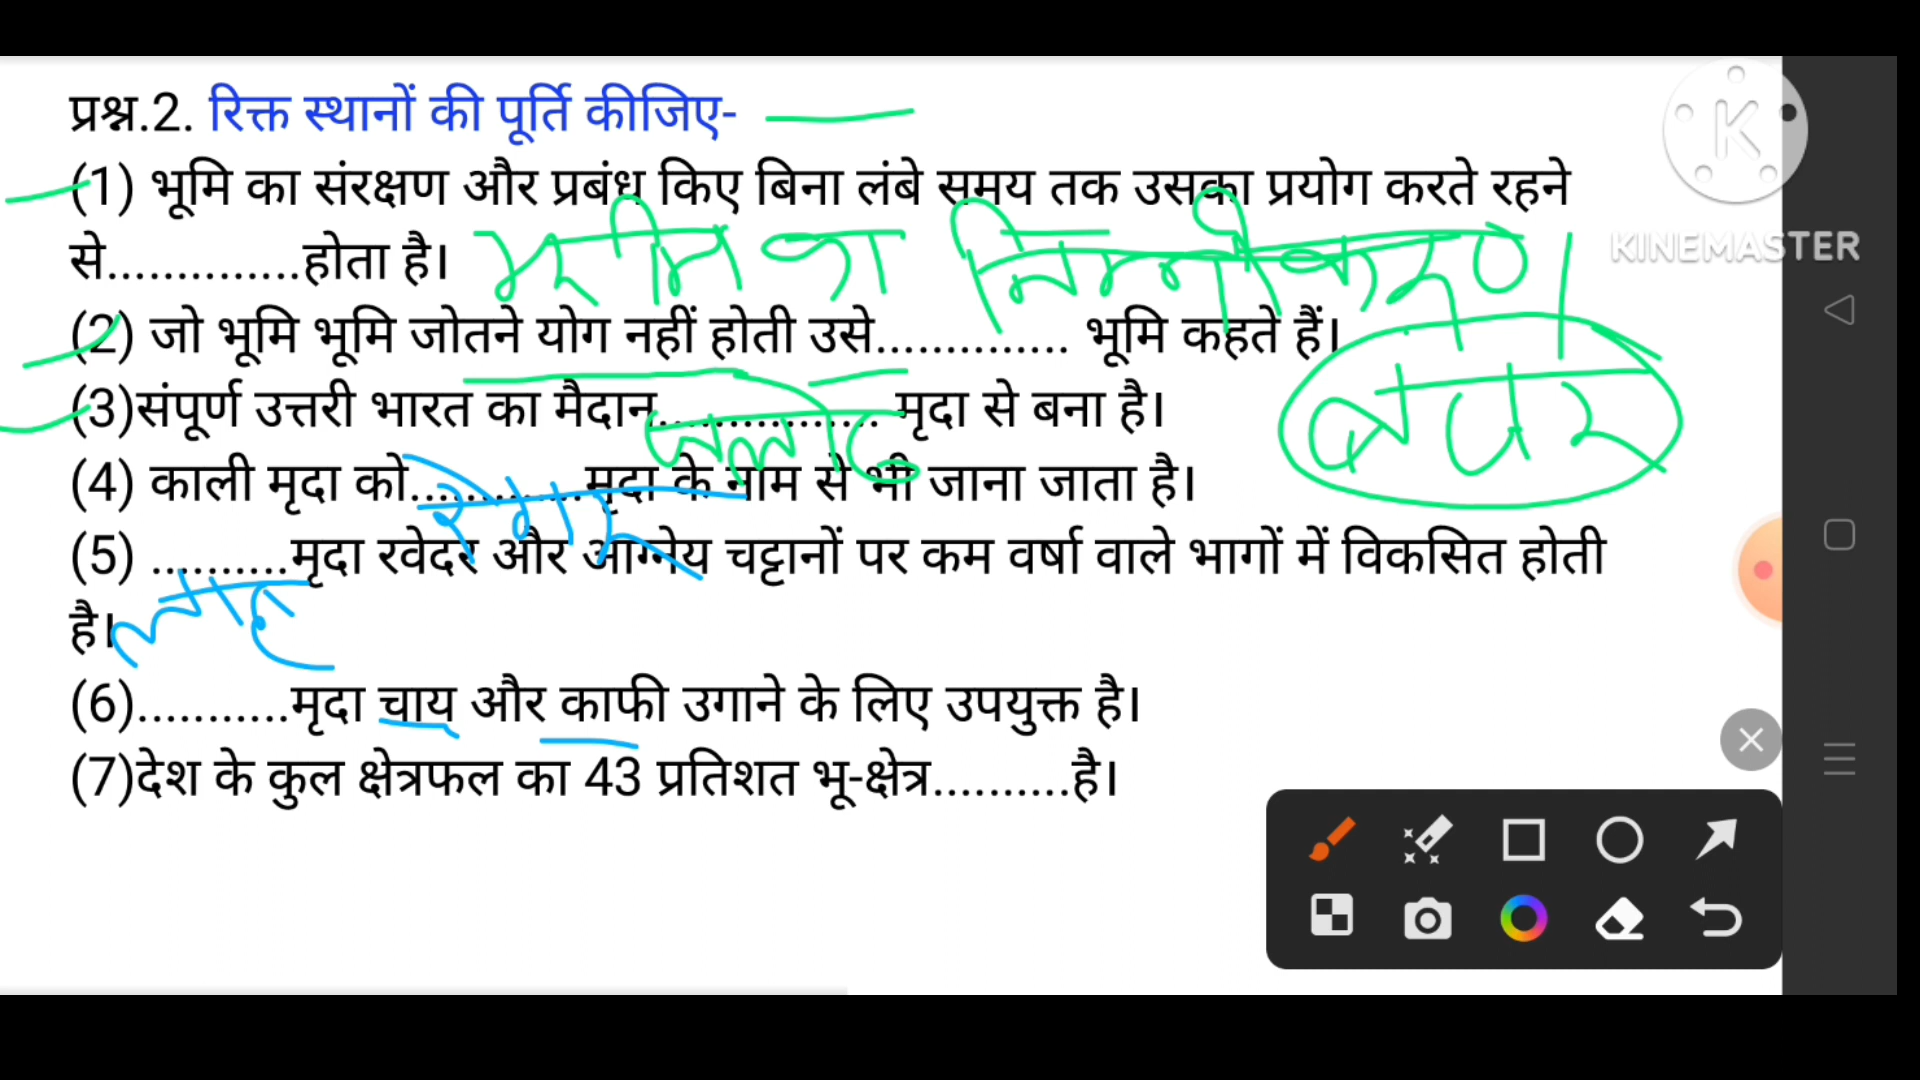 प्रश्न.2. रिक्त स्थानों की पूर्ति कीजिए-
(1) भूमि का संरक्षण और प्रबंध किए बिना लंबे समय तक उसका प्रयोग करते रहने
से..............होता है।
भूमि का निम्नीकरण
(2) जो भूमि भूमि जोतने योग नहीं होती उसे.............. भूमि कहते हैं।
बंजर
(3)संपूर्ण उत्तरी भारत का मैदान................ मृदा से बना है।
जलोढ
(4) काली मृदा को............मृदा के नाम से भी जाना जाता है।
रेगर
(5) ..........मृदा रवेदर और आग्नेय चट्टानों पर कम वर्षा वाले भागों में विकसित होती
है।
लाल
(6)...........मृदा चाय और काफी उगाने के लिए उपयुक्त है।
(7)देश के कुल क्षेत्रफल का 43 प्रतिशत भू-क्षेत्र..........है।
K
KINEMASTER